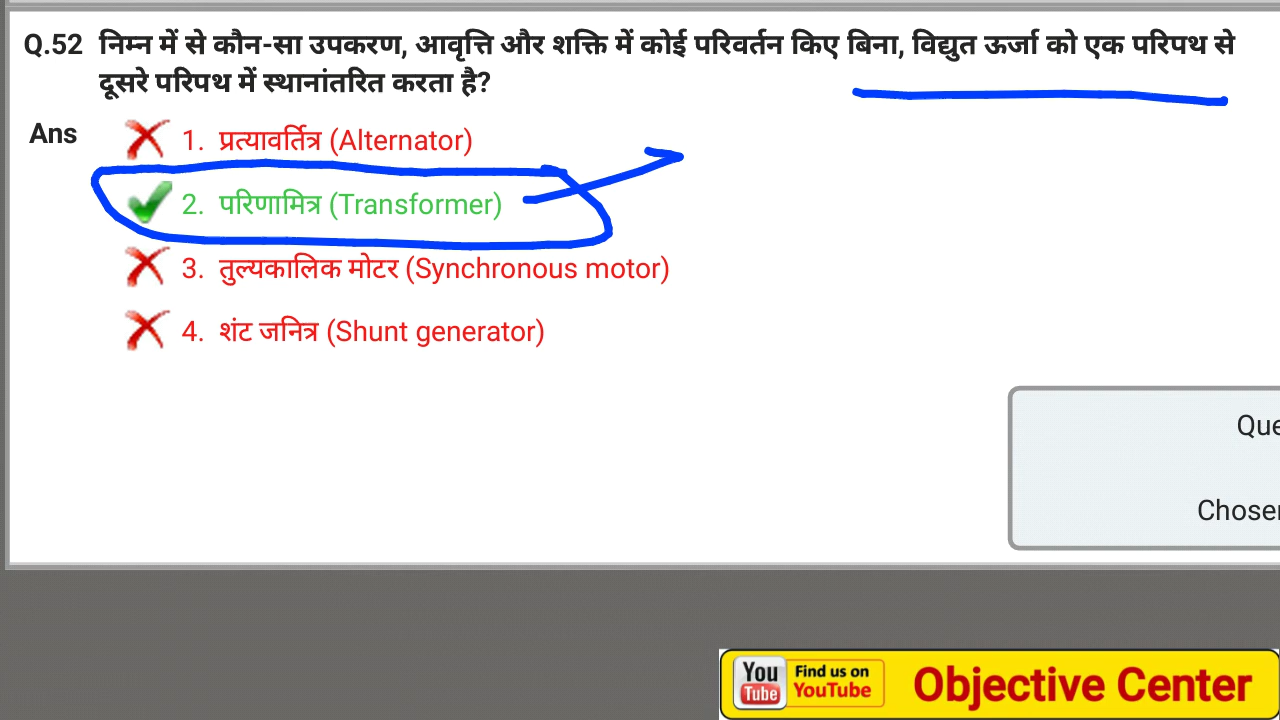 Q.52 निम्न में से कौन-सा उपकरण, आवृत्ति और शक्ति में कोई परिवर्तन किए बिना, विद्युत ऊर्जा को एक परिपथ से
दूसरे परिपथ में स्थानांतरित करता है?
Ans 1. प्रत्यावर्तित्र (Alternator)
2. परिणामित्र (Transformer)
3. तुल्यकालिक मोटर (Synchronous motor)
4. शंट जनित्र (Shunt generator)
Que
Chosen
You Tube Find us on YouTube Objective Center